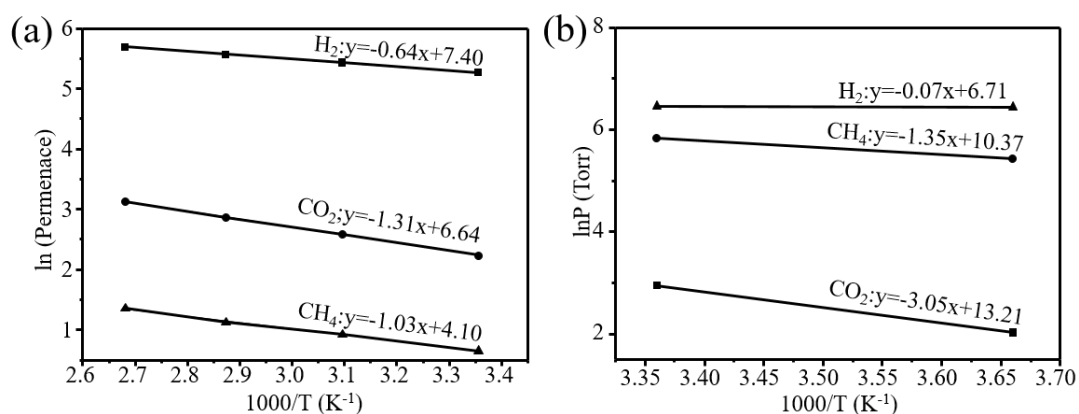 (a)
6
5
4
3
2
1
ln (Permenace)
H₂:y=-0.64x+7.40
CO₂;y=-1.31x+6.64
CH₄:y=-1.03x+4.10
2.6 2.7 2.8 2.9 3.0 3.1 3.2 3.3 3.4
1000/T (K⁻¹)
(b)
8
6
4
2
lnP (Torr)
H₂:y=-0.07x+6.71
CH₄:y=-1.35x+10.37
CO₂:y=-3.05x+13.21
3.35 3.40 3.45 3.50 3.55 3.60 3.65 3.70
1000/T (K⁻¹)